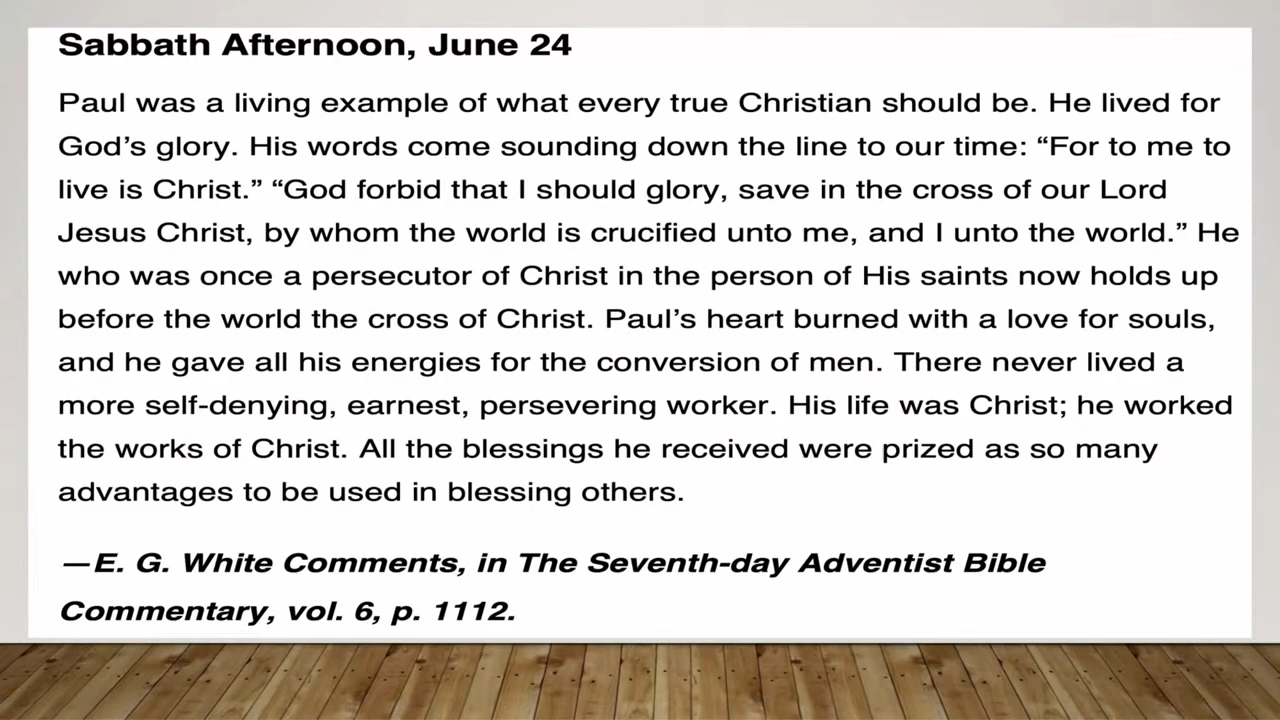 Sabbath Afternoon, June 24
Paul was a living example of what every true Christian should be. He lived for
God’s glory. His words come sounding down the line to our time: “For to me to
live is Christ.” “God forbid that I should glory, save in the cross of our Lord
Jesus Christ, by whom the world is crucified unto me, and I unto the world.” He
who was once a persecutor of Christ in the person of His saints now holds up
before the world the cross of Christ. Paul’s heart burned with a love for souls,
and he gave all his energies for the conversion of men. There never lived a
more self-denying, earnest, persevering worker. His life was Christ; he worked
the works of Christ. All the blessings he received were prized as so many
advantages to be used in blessing others.
—E. G. White Comments, in The Seventh-day Adventist Bible
Commentary, vol. 6, p. 1112.